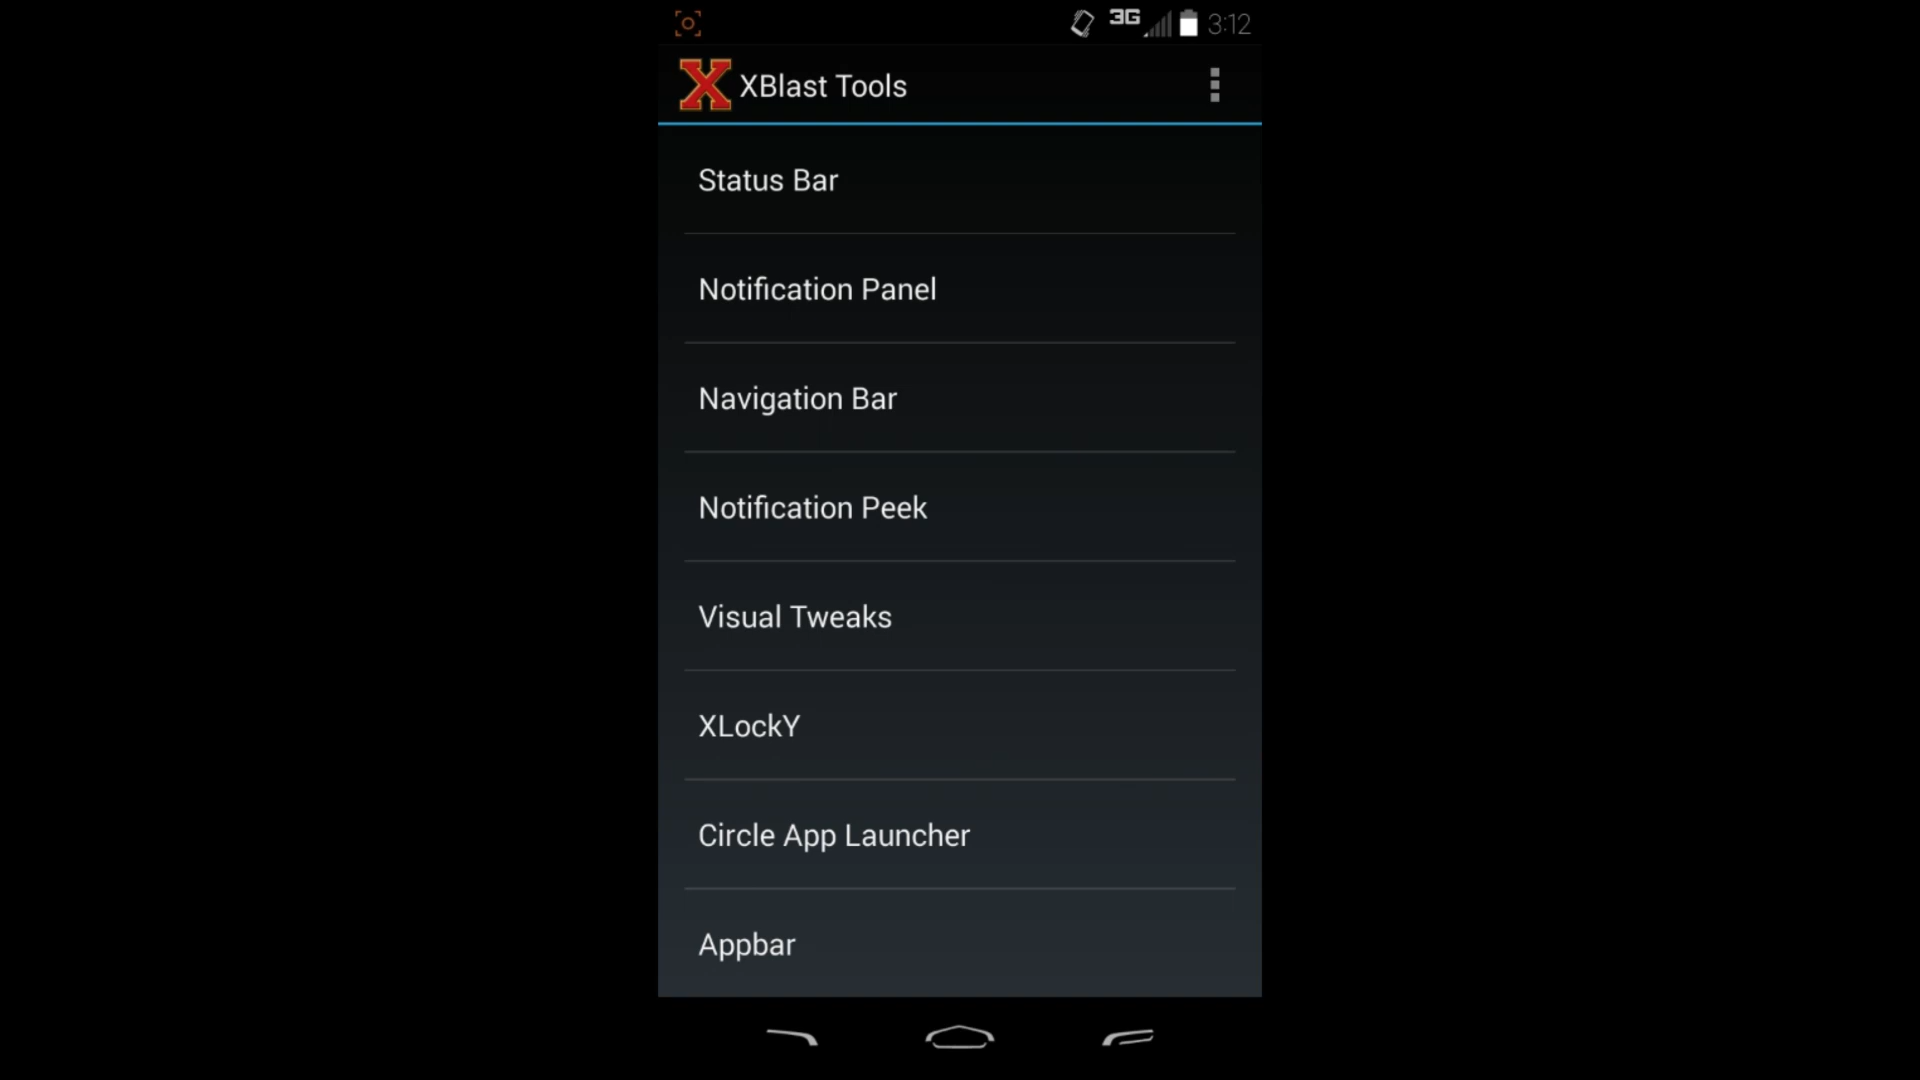 3G 3:12
X XBlast Tools
Status Bar
Notification Panel
Navigation Bar
Notification Peek
Visual Tweaks
XLockY
Circle App Launcher
Appbar